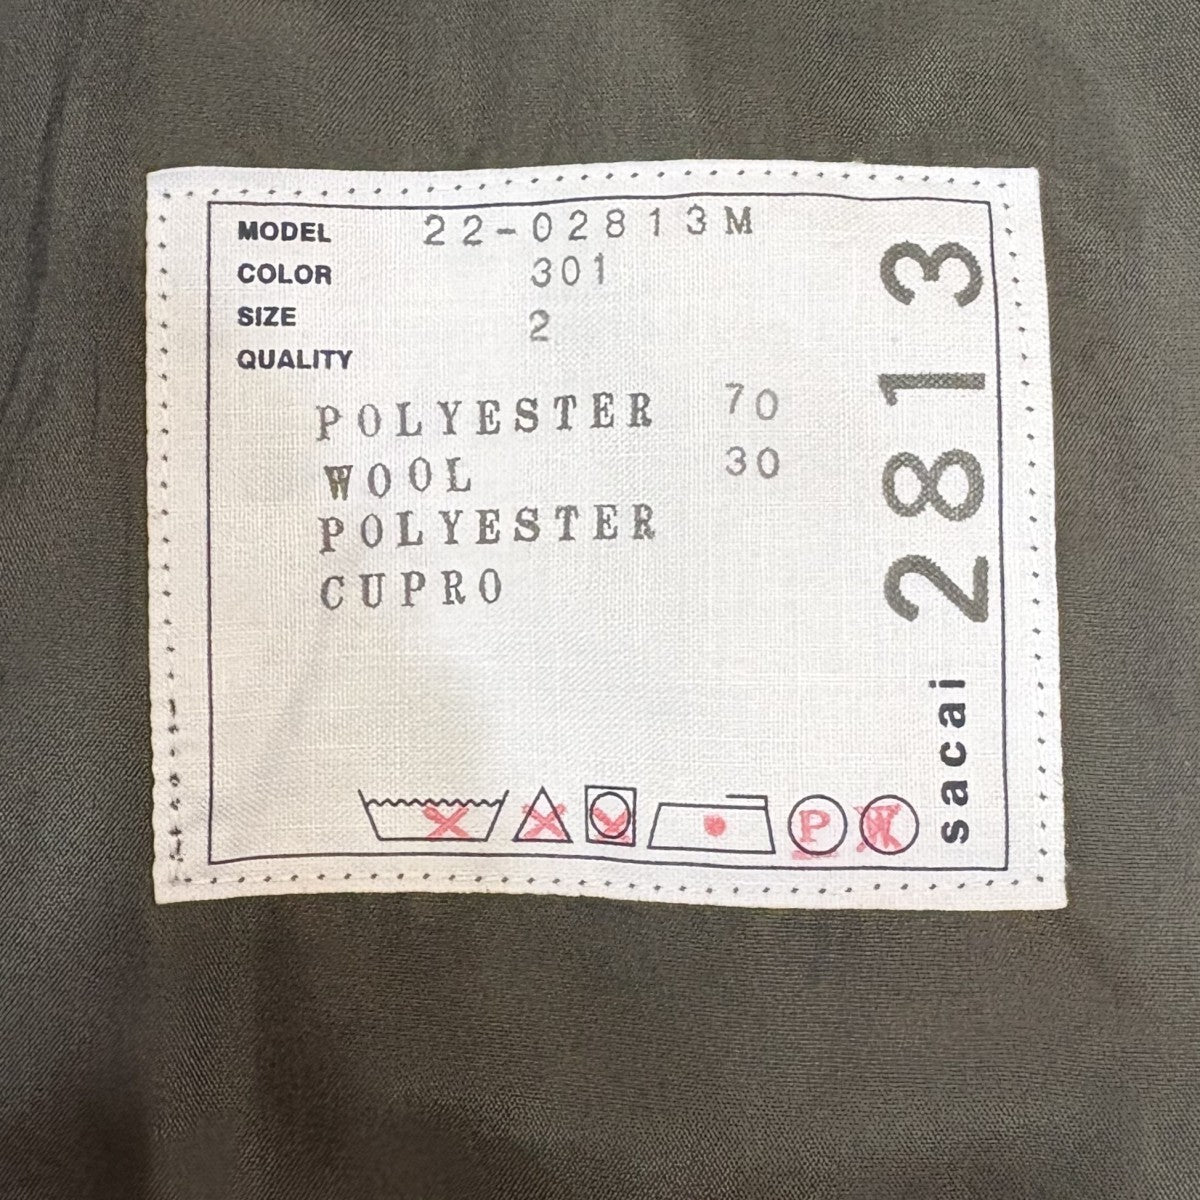 MODEL 22-02813M
COLOR 301
SIZE 2
QUALITY
POLYESTER 70
WOOL 30
POLYESTER
CUPRO
P W
sacai 2813